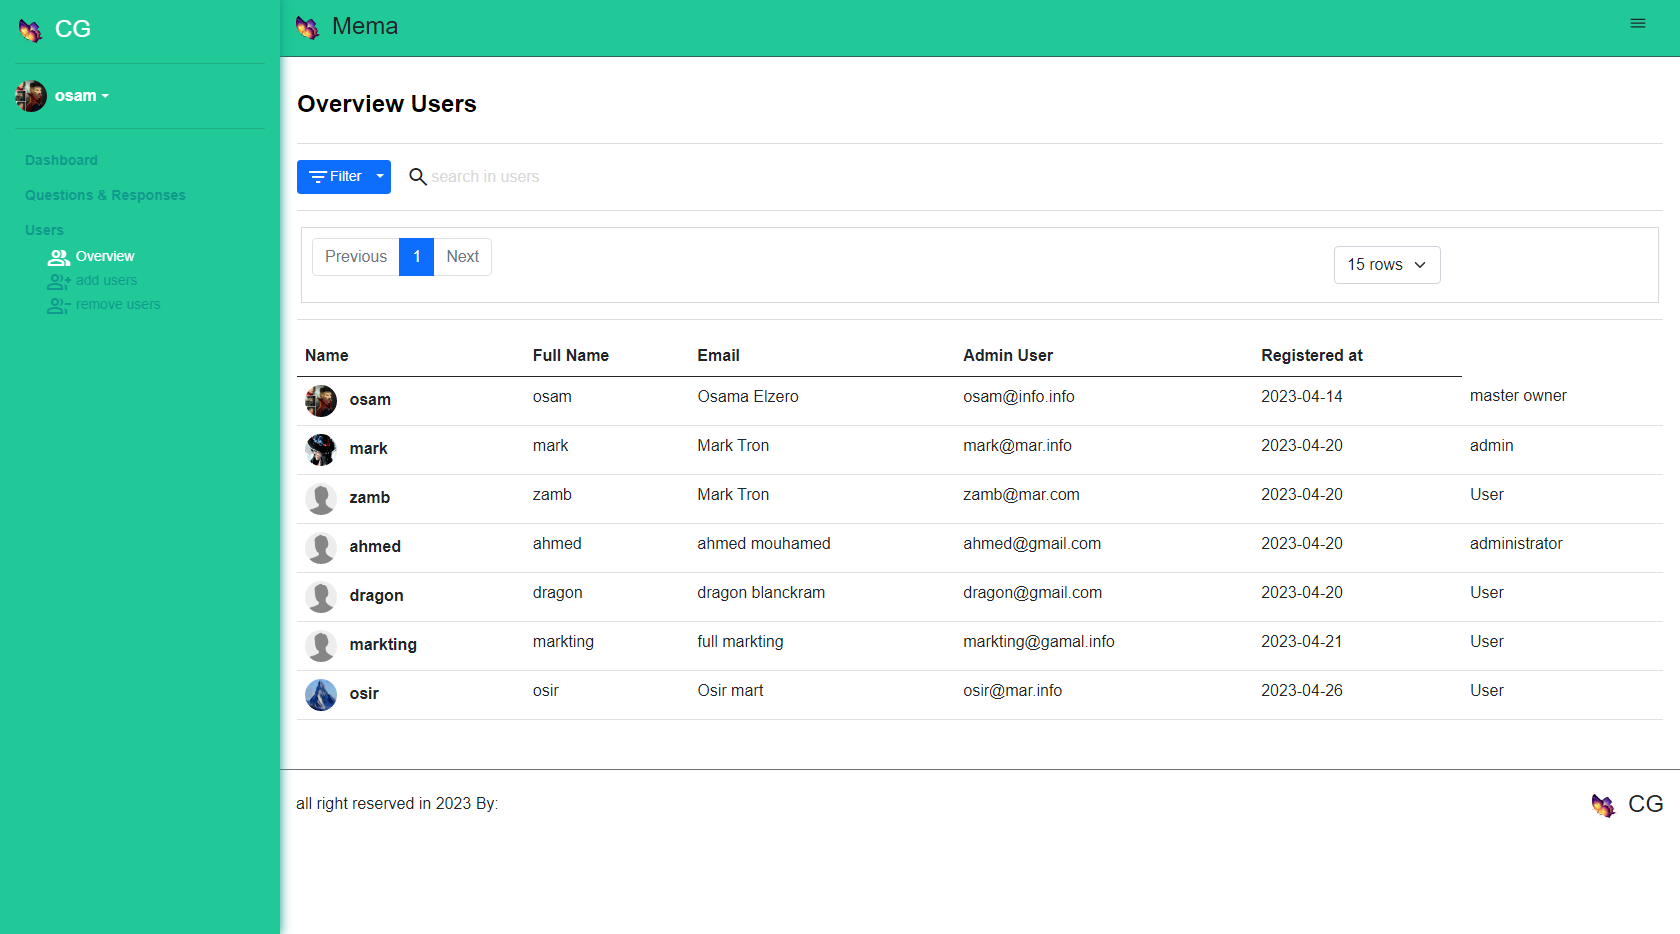 CG
Mema
osam
Dashboard
Questions & Responses
Users
Overview
add users
remove users
Overview Users
Filter
search in users
Previous 1 Next
15 rows
Name Full Name Email Admin User Registered at
osam osam Osama Elzero osam@info.info 2023-04-14 master owner
mark mark Mark Tron mark@mar.info 2023-04-20 admin
zamb zamb Mark Tron zamb@mar.com 2023-04-20 User
ahmed ahmed ahmed mouhamed ahmed@gmail.com 2023-04-20 administrator
dragon dragon dragon blanckram dragon@gmail.com 2023-04-20 User
markting markting full markting markting@gamal.info 2023-04-21 User
osir osir Osir mart osir@mar.info 2023-04-26 User
all right reserved in 2023 By:
CG